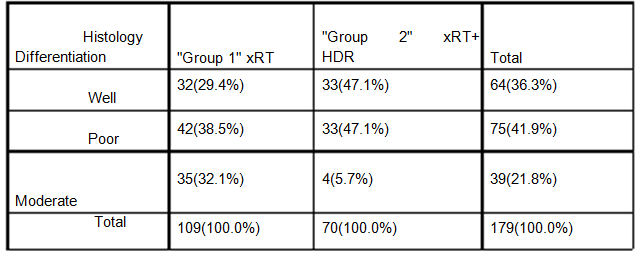 Histology Differentiation "Group 1" xRT "Group 2" xRT+ HDR Total
Well 32(29.4%) 33(47.1%) 64(36.3%)
Poor 42(38.5%) 33(47.1%) 75(41.9%)
Moderate 35(32.1%) 4(5.7%) 39(21.8%)
Total 109(100.0%) 70(100.0%) 179(100.0%)